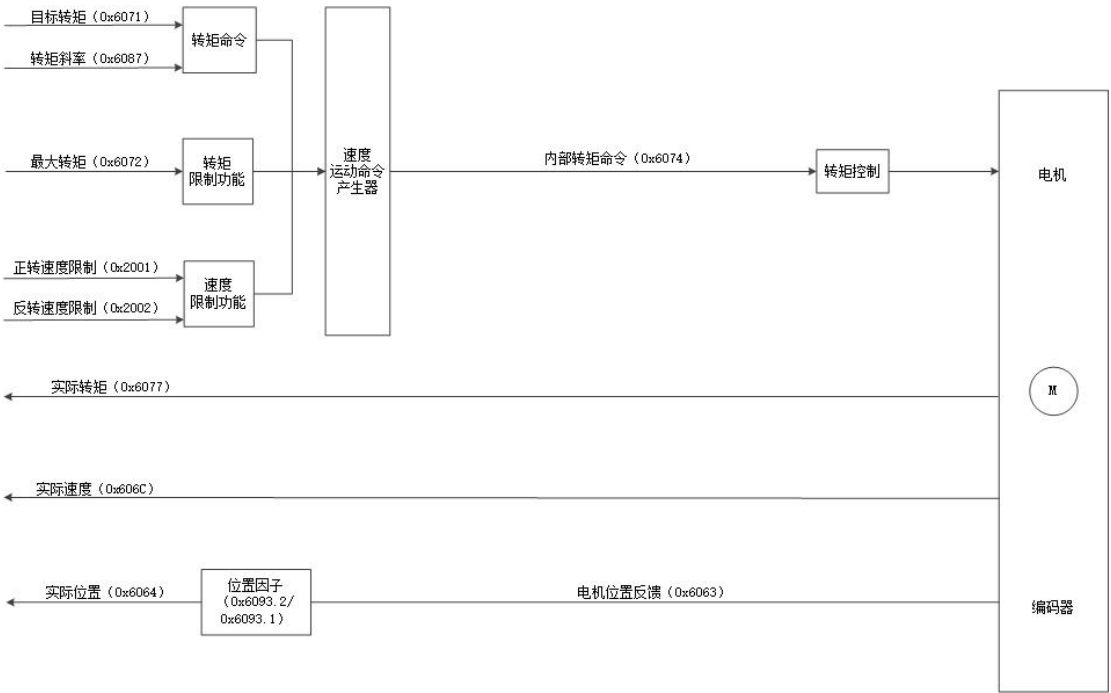 目标转矩（0x6071）
转矩命令
转矩斜率（0x6087）
最大转矩（0x6072）
转矩
限制功能
速度
运动命令
产生器
内部转矩命令（0x6074）
转矩控制
电机
正转速度限制（0x2001）
速度
限制功能
反转速度限制（0x2002）
实际转矩（0x6077）
M
实际速度（0x606C）
实际位置（0x6064）
位置因子
（0x6093.2/
0x6093.1）
电机位置反馈（0x6063）
编码器